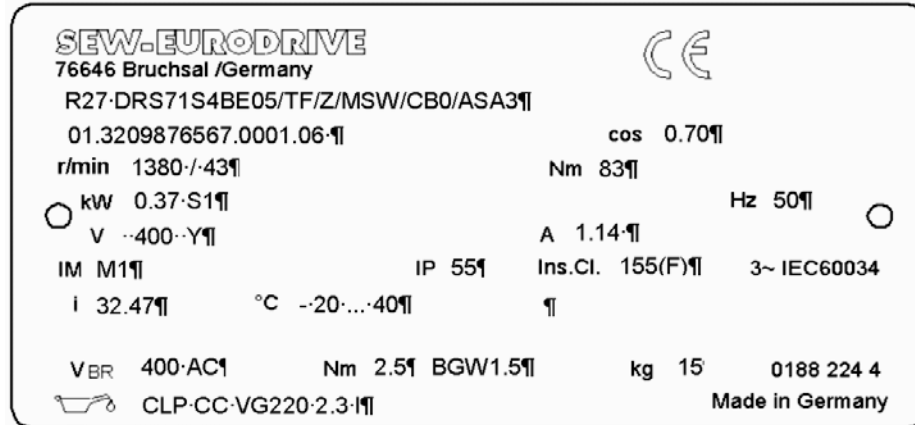 SEW-EURODRIVE CE
76646 Bruchsal /Germany
R27·DRS71S4BE05/TF/Z/MSW/CB0/ASA3¶
01.3209876567.0001.06·¶ cos 0.70¶
r/min 1380·/·43¶ Nm 83¶
kW 0.37·S1¶ Hz 50¶
V ··400··Y¶ A 1.14·¶
IM M1¶ IP 55¶ Ins.Cl. 155(F)¶ 3~ IEC60034
i 32.47¶ °C -·20·...·40¶ ¶
VBR 400·AC¶ Nm 2.5¶ BGW1.5¶ kg 15 0188 224 4
CLP·CC·VG220·2.3·l¶ Made in Germany